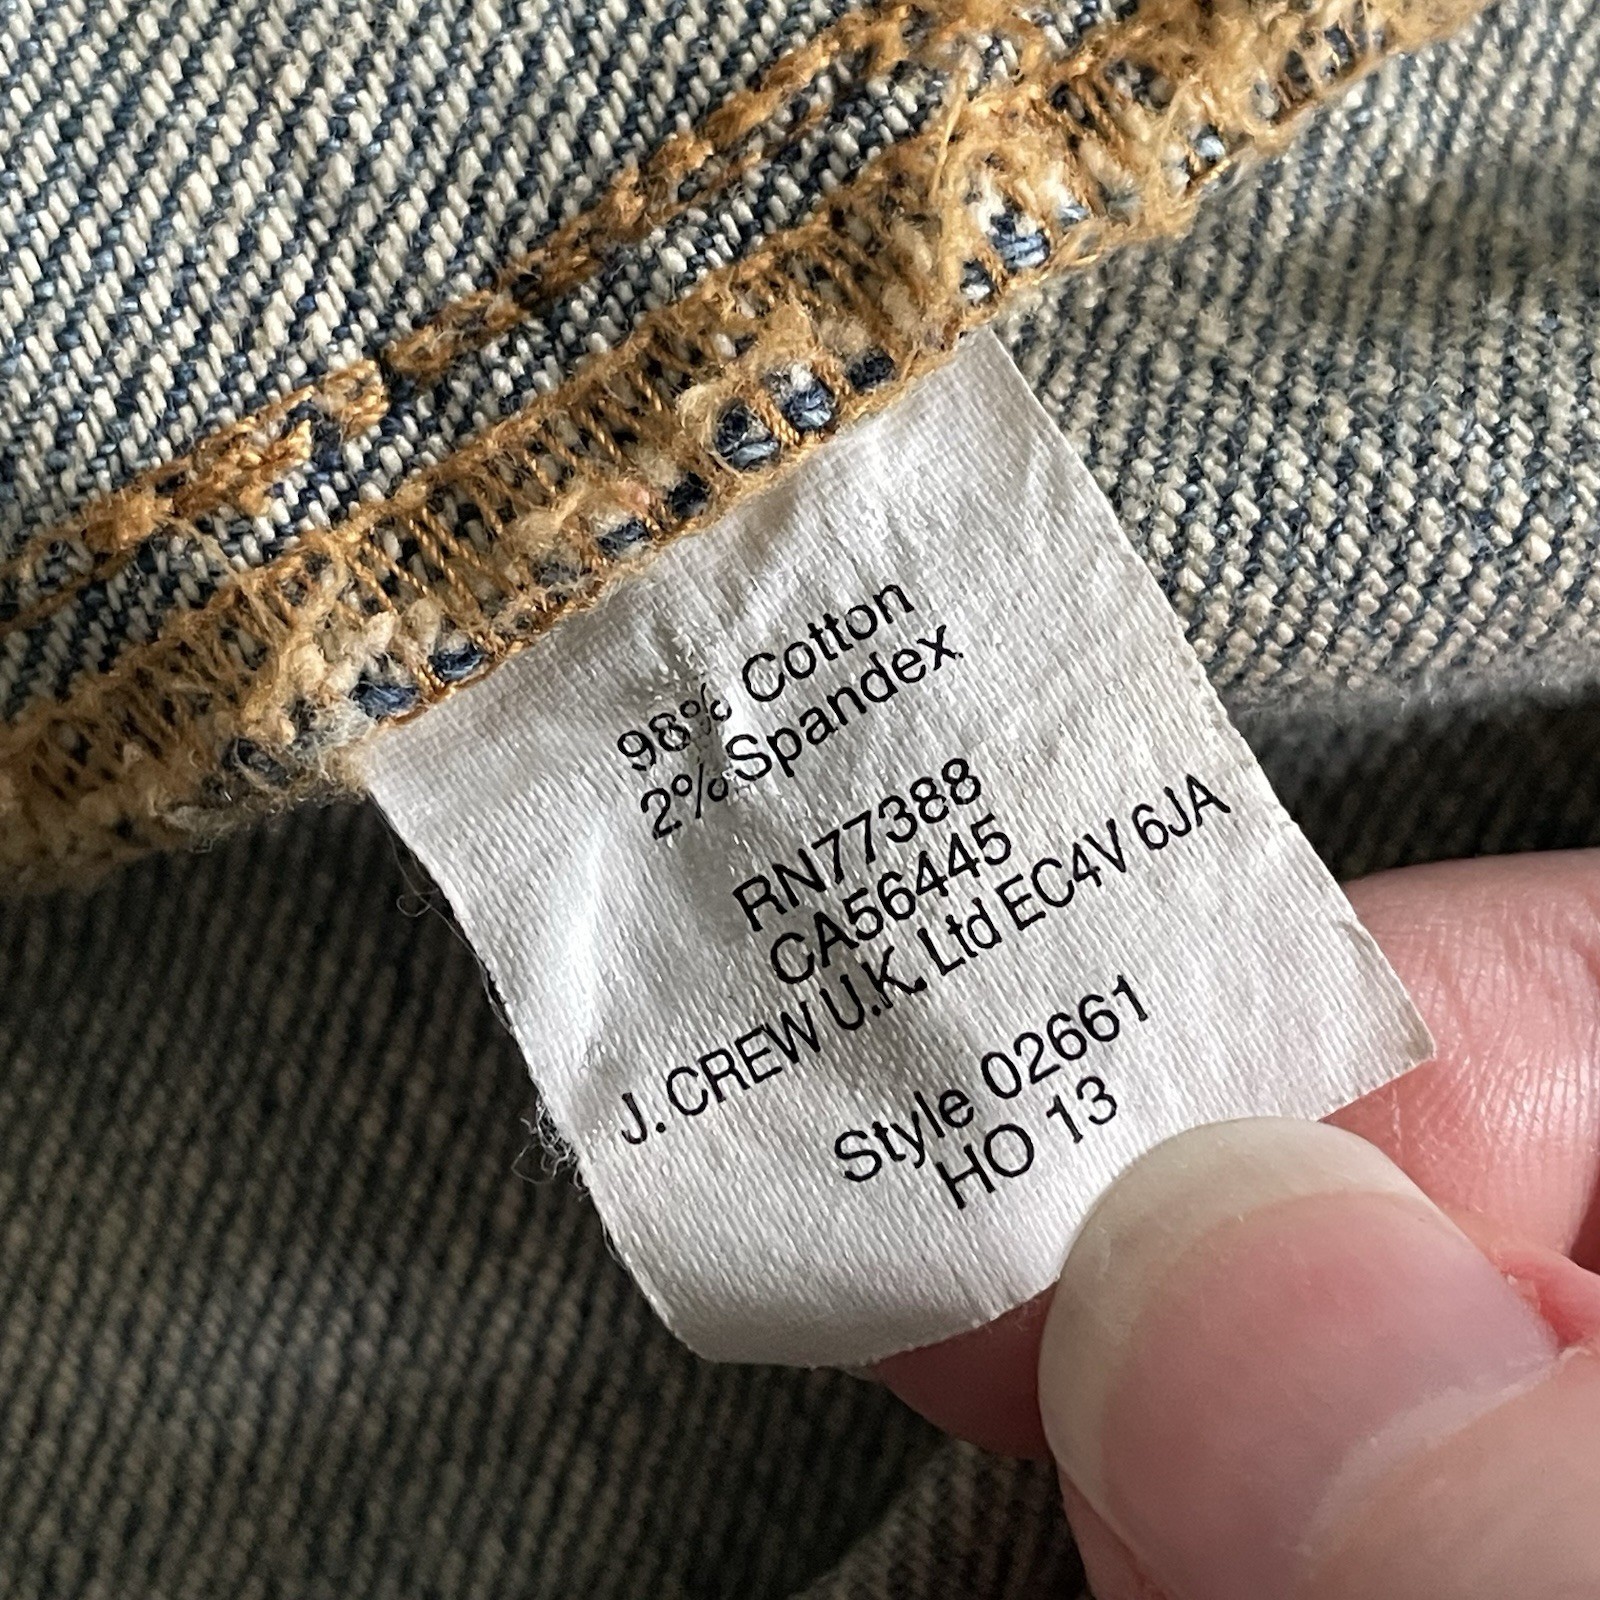 98% Cotton
2% Spandex
RN77388
CA56445
J. CREW U.K. Ltd EC4V 6JA
Style 02661
HO 13